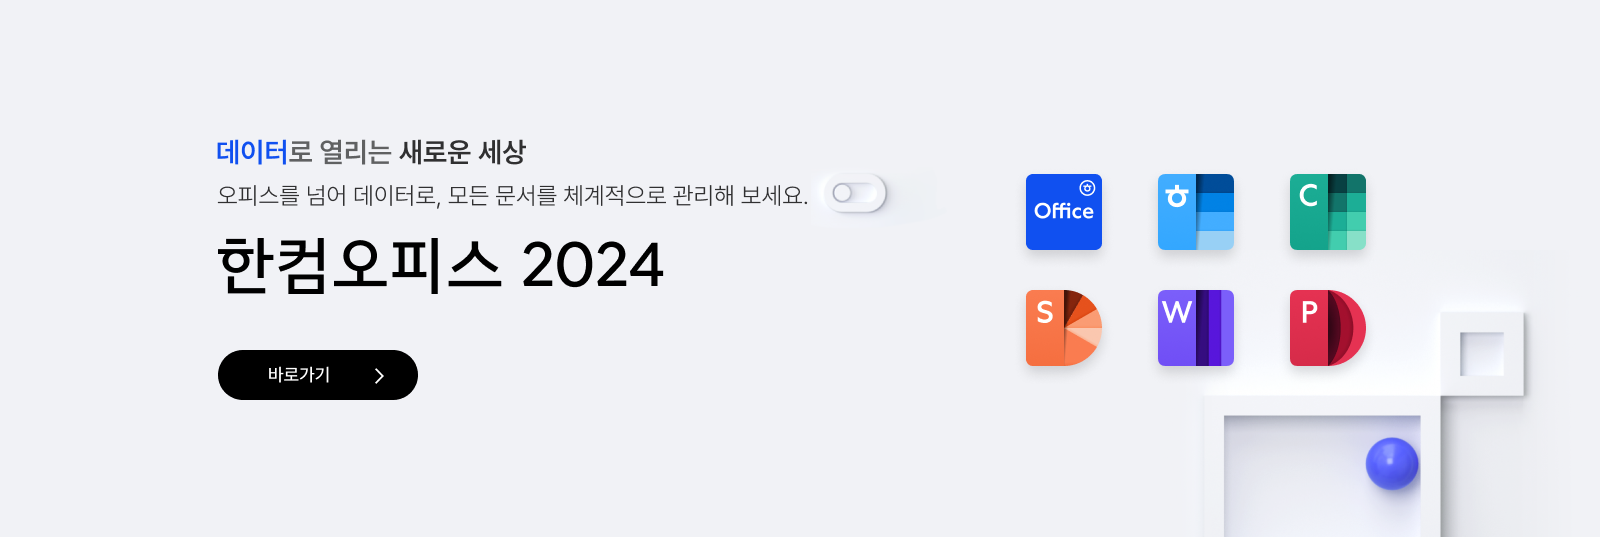 데이터로 열리는 새로운 세상
오피스를 넘어 데이터로, 모든 문서를 체계적으로 관리해 보세요.
한컴오피스 2024
바로가기
ㅎ
Office
ㅎ
C
S
W
P